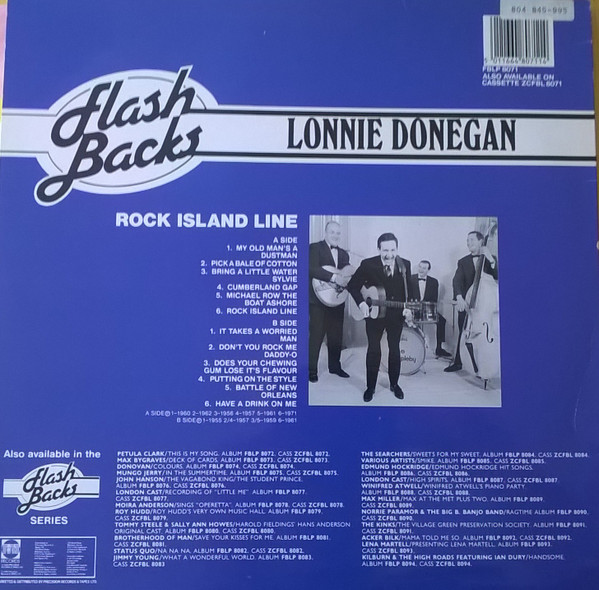 804 845-995
5 011664 807114
FBLP 8071
ALSO AVAILABLE ON
CASSETTE ZCFBL 8071
Flash
Backs
LONNIE DONEGAN
ROCK ISLAND LINE
A SIDE
1. MY OLD MAN'S A
DUSTMAN
2. PICK A BALE OF COTTON
3. BRING A LITTLE WATER
SYLVIE
4. CUMBERLAND GAP
5. MICHAEL ROW THE
BOAT ASHORE
6. ROCK ISLAND LINE
B SIDE
1. IT TAKES A WORRIED
MAN
2. DON'T YOU ROCK ME
DADDY-O
3. DOES YOUR CHEWING
GUM LOSE IT'S FLAVOUR
4. PUTTING ON THE STYLE
5. BATTLE OF NEW
ORLEANS
6. HAVE A DRINK ON ME
A SIDE Ⓟ 1-1960 2-1962 3-1956 4-1957 5-1961 6-1971
B SIDE Ⓟ 1-1955 2/4-1957 3/5-1959 6-1961
Also available in the
Flash
Backs
SERIES
PETULA CLARK/THIS IS MY SONG. ALBUM FBLP 8072. CASS ZCFBL 8072.
MAX BYGRAVES/DECK OF CARDS. ALBUM FBLP 8073. CASS ZCFBL 8073.
DONOVAN/COLOURS. ALBUM FBLP 8074. CASS ZCFBL 8074.
MUNGO JERRY/IN THE SUMMERTIME. ALBUM FBLP 8075. CASS ZCFBL 8075.
JOHN HANSON/THE VAGABOND KING/THE STUDENT PRINCE.
ALBUM FBLP 8076. CASS ZCFBL 8076.
LONDON CAST/RECORDING OF "LITTLE ME" ALBUM FBLP 8077.
CASS ZCFBL 8077.
MOIRA ANDERSON/SINGS "OPERETTA". ALBUM FBLP 8078. CASS ZCFBL 8078.
ROY HUDD/ROY HUDD'S VERY OWN MUSIC HALL. ALBUM FBLP 8079.
CASS ZCFBL 8079.
TOMMY STEELE & SALLY ANN HOWES/HAROLD FIELDINGS' HANS ANDERSON
ORIGINAL CAST. ALBUM FBLP 8080. CASS ZCFBL 8080.
BROTHERHOOD OF MAN/SAVE YOUR KISSES FOR ME. ALBUM FBLP 8081.
CASS ZCFBL 8081.
STATUS QUO/NA NA NA. ALBUM FBLP 8082. CASS ZCFBL 8082.
JIMMY YOUNG/WHAT A WONDERFUL WORLD. ALBUM FBLP 8083.
CASS ZCFBL 8083
THE SEARCHERS/SWEETS FOR MY SWEET. ALBUM FBLP 8084. CASS ZCFBL 8084.
VARIOUS ARTISTS/SMIKE. ALBUM FBLP 8085. CASS ZCFBL 8085.
EDMUND HOCKRIDGE/EDMUND HOCKRIDGE HIT SONGS.
ALBUM FBLP 8086. CASS ZCFBL 8086.
LONDON CAST/HIGH SPIRITS. ALBUM FBLP 8087. CASS ZCFBL 8087.
WINIFRED ATWELL/WINIFRED ATWELL'S PIANO PARTY.
ALBUM FBLP 8088. CASS ZCFBL 8088.
MAX MILLER/MAX AT THE MET PLUS TWO. ALBUM FBLP 8089.
CASS ZCFBL 8089.
NORRIE PARAMOR & THE BIG B. BANJO BAND/RAGTIME ALBUM FBLP 8090.
CASS ZCFBL 8090.
THE KINKS/THE VILLAGE GREEN PRESERVATION SOCIETY. ALBUM FBLP 8091.
CASS ZCFBL 8091.
ACKER BILK/MAMA TOLD ME SO. ALBUM FBLP 8092. CASS ZCFBL 8092.
LENA MARTELL/PRESENTING LENA MARTELL. ALBUM FBLP 8093.
CASS ZCFBL 8093.
KILBURN & THE HIGH ROADS FEATURING IAN DURY/HANDSOME.
ALBUM FBLP 8094. CASS ZCFBL 8094.
RECORDS
DISTRIBUTED BY PRECISION RECORDS & TAPES LTD.